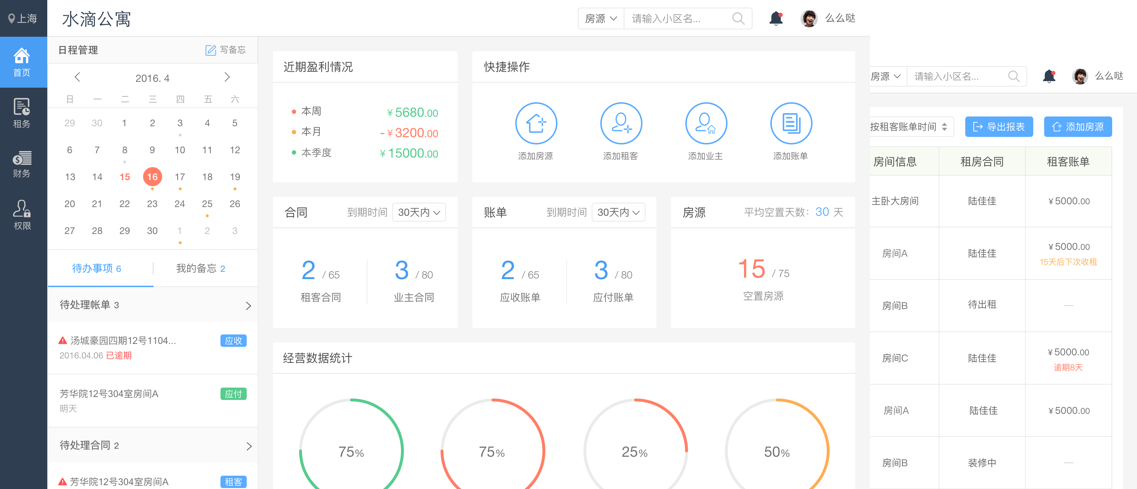 上海
水滴公寓
房源
请输入小区名...
么么哒
首页
租务
财务
权限
日程管理
写备忘
2016. 4
日 一 二 三 四 五 六
29 30 1 2 3 4 5
6 7 8 9 10 11 12
13 14 15 16 17 18 19
20 21 22 23 24 25 26
27 28 29 30 1 2 3
待办事项 6
我的备忘 2
待处理帐单 3
汤城豪园四期12号1104...
应收
2016.04.06 已逾期
芳华院12号304室房间A
应付
明天
待处理合同 2
芳华院12号304室房间A
租客
近期盈利情况
本周 ¥5680.00
本月 -¥3200.00
本季度 ¥15000.00
快捷操作
添加房源
添加租客
添加业主
添加账单
合同
到期时间 30天内
2 / 65
租客合同
3 / 80
业主合同
账单
到期时间 30天内
2 / 65
应收账单
3 / 80
应付账单
房源
平均空置天数: 30 天
15 / 75
空置房源
经营数据统计
75%
75%
25%
50%
房源
请输入小区名...
么么哒
按租客账单时间
导出报表
添加房源
房间信息 租房合同 租客账单
主卧大房间 陆佳佳 ¥5000.00
房间A 陆佳佳 ¥5000.00
15天后下次收租
房间B 待出租 —
房间C 陆佳佳 ¥5000.00
逾期8天
房间A 陆佳佳 ¥5000.00
房间B 装修中 —